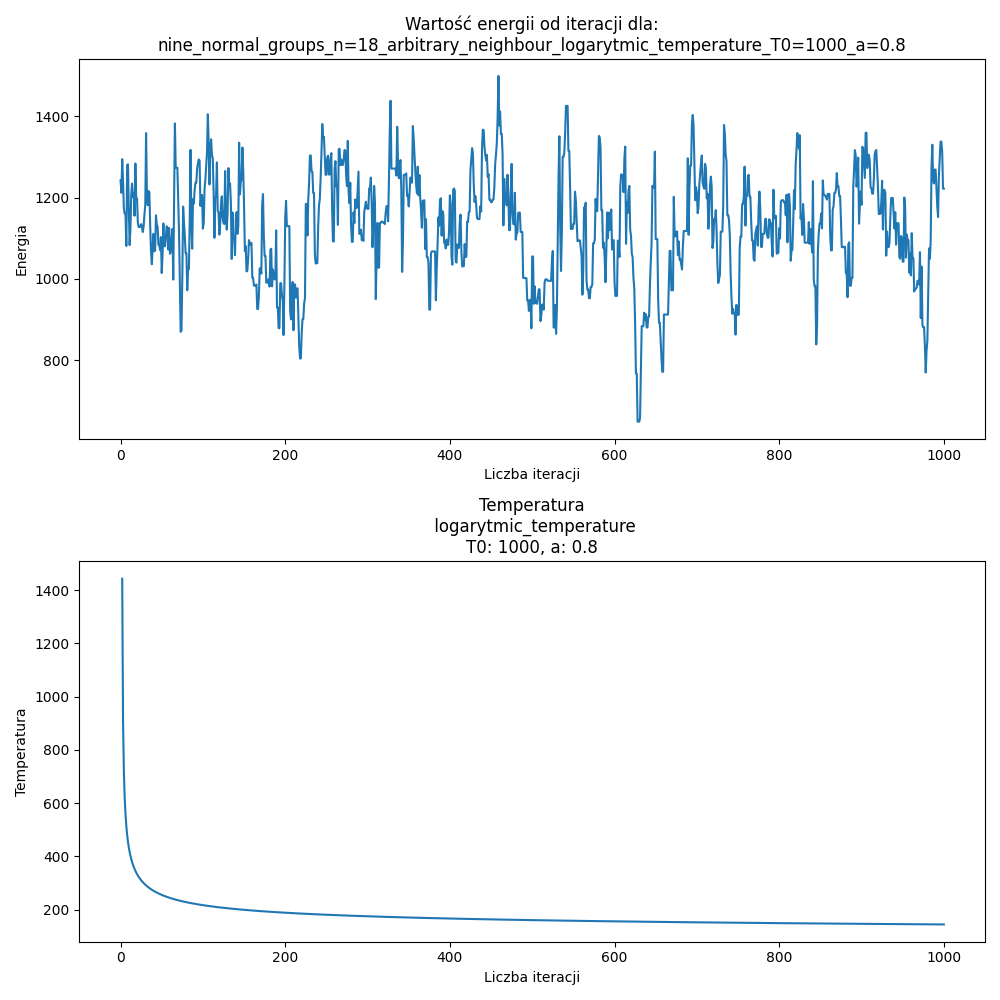 Wartość energii od iteracji dla:
nine_normal_groups_n=18_arbitrary_neighbour_logarytmic_temperature_T0=1000_a=0.8
1400
1200
1000
800
Energia
0 200 400 600 800 1000
Liczba iteracji
Temperatura
logarytmic_temperature
T0: 1000, a: 0.8
1400
1200
1000
800
600
400
200
Temperatura
0 200 400 600 800 1000
Liczba iteracji